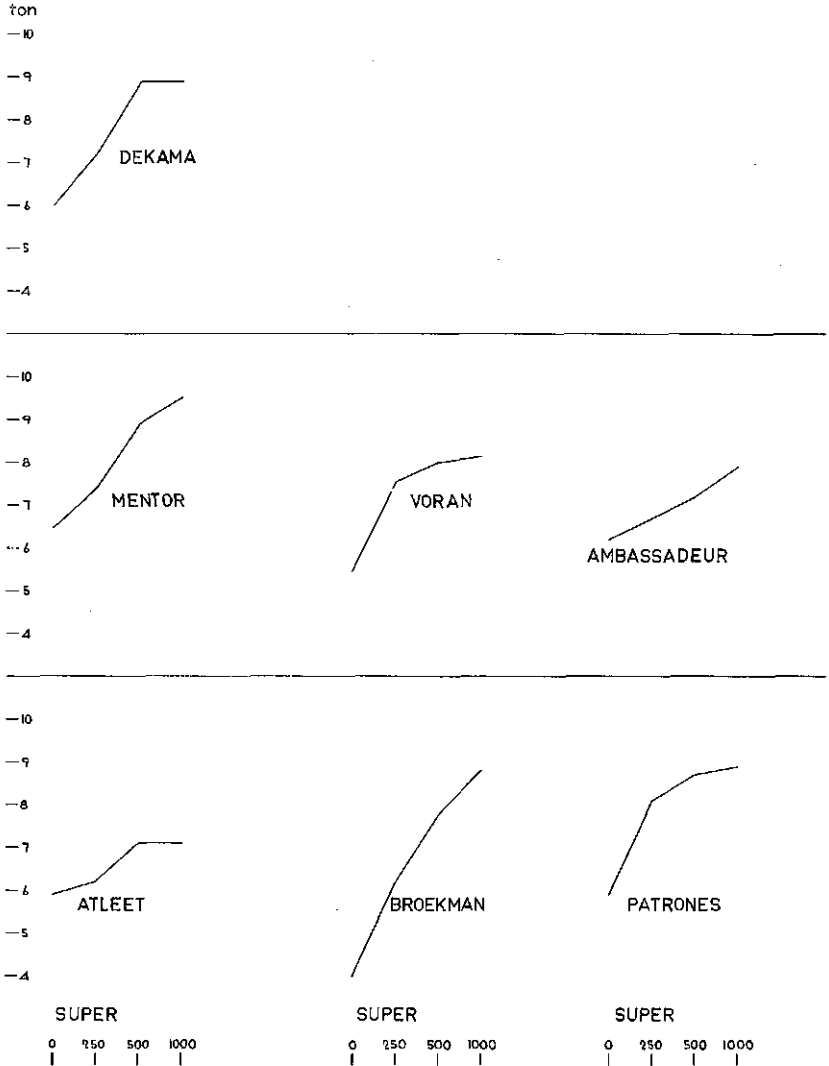 ton
—10
—9
—8
DEKAMA
—7
—6
—5
—4
—10
—9
—8
—7
MENTOR
VORAN
—6
AMBASSADEUR
—5
—4
—10
—9
—8
—7
—6
ATLEET
BROEKMAN
PATRONES
—5
—4
SUPER
SUPER
SUPER
0 250 500 1000
0 250 500 1000
0 250 500 1000